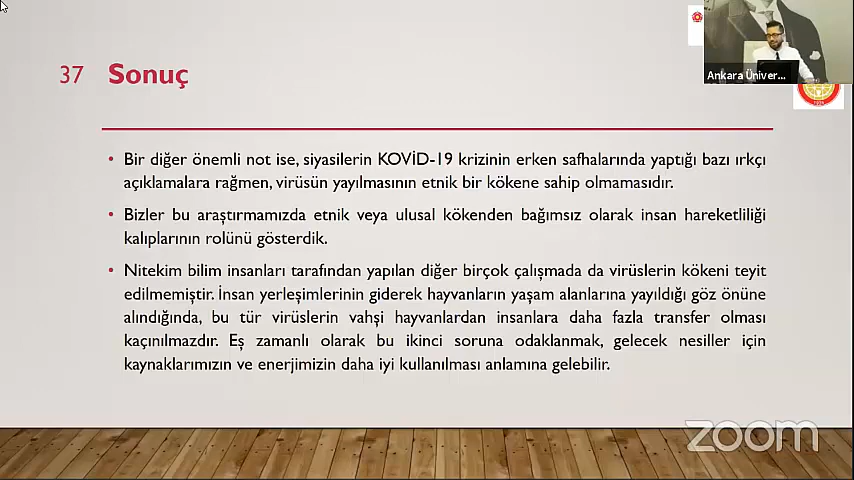 37 Sonuç
• Bir diğer önemli not ise, siyasilerin KOVİD-19 krizinin erken safhalarında yaptığı bazı ırkçı
açıklamalara rağmen, virüsün yayılmasının etnik bir kökene sahip olmamasıdır.
• Bizler bu araştırmamızda etnik veya ulusal kökenden bağımsız olarak insan hareketliliği
kalıplarının rolünü gösterdik.
• Nitekim bilim insanları tarafından yapılan diğer birçok çalışmada da virüslerin kökeni teyit
edilmemiştir. İnsan yerleşimlerinin giderek hayvanların yaşam alanlarına yayıldığı göz önüne
alındığında, bu tür virüslerin vahşi hayvanlardan insanlara daha fazla transfer olması
kaçınılmazdır. Eş zamanlı olarak bu ikinci soruna odaklanmak, gelecek nesiller için
kaynaklarımızın ve enerjimizin daha iyi kullanılması anlamına gelebilir.
Ankara Üniver...
zoom